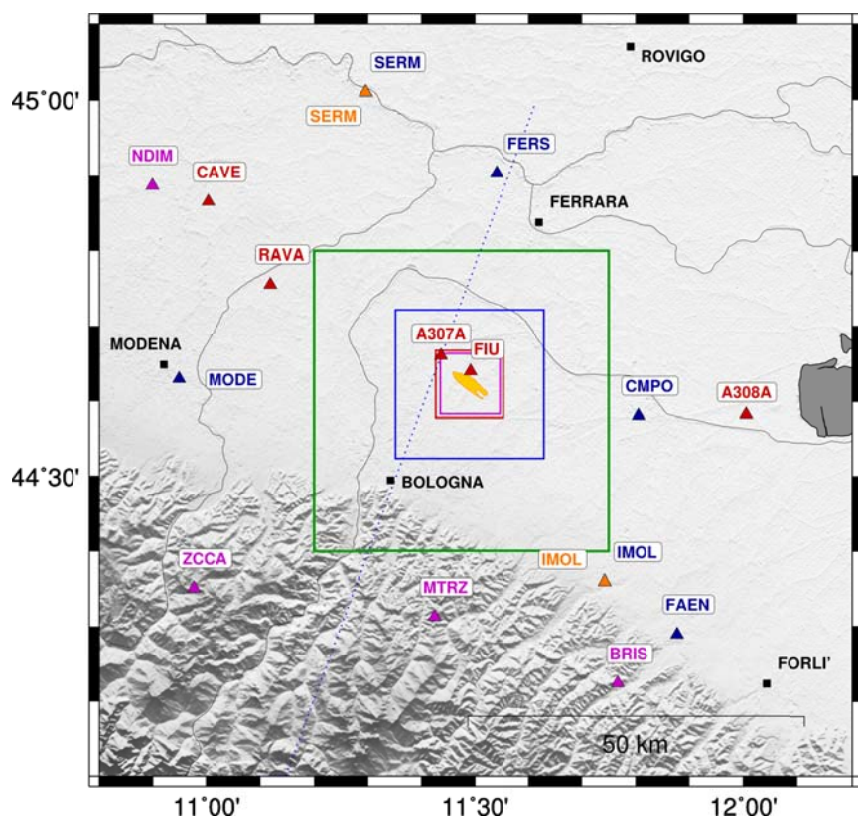 SERM
ROVIGO
45°00'
SERM
NDIM
FERS
CAVE
FERRARA
RAVA
A307A
MODENA
FIU
MODE
CMPO
A308A
44°30'
BOLOGNA
ZCCA
IMOL
IMOL
MTRZ
FAEN
BRIS
FORLI'
50 km
11°00'
11°30'
12°00'